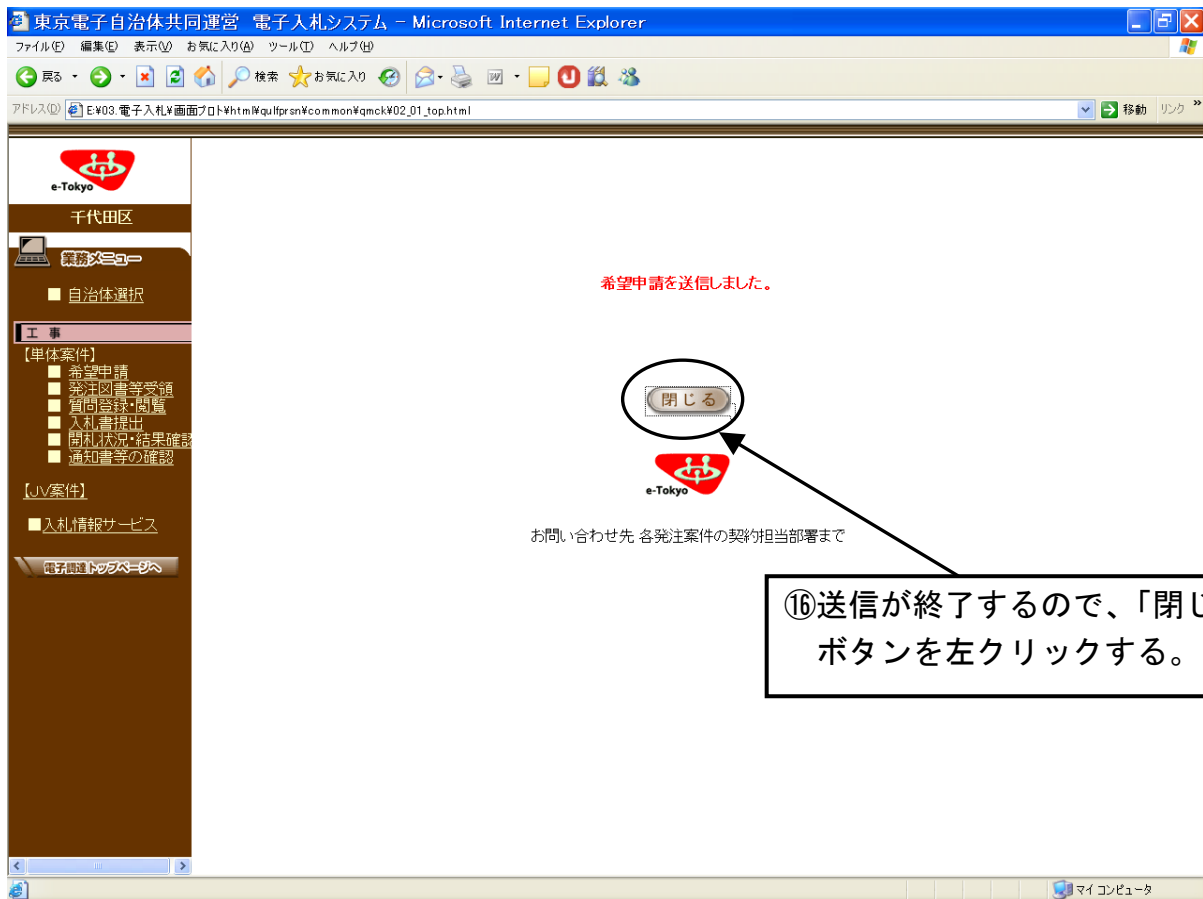 東京電子自治体共同運営 電子入札システム - Microsoft Internet Explorer
ファイル(F) 編集(E) 表示(V) お気に入り(A) ツール(T) ヘルプ(H)
戻る 検索 お気に入り
アドレス(D) E:¥03.電子入札¥画面プロト¥html¥qulfprsn¥common¥qmck¥02_01_top.html 移動 リンク »
e-Tokyo
千代田区
業務メニュー
■ 自治体選択
工 事
【単体案件】
■ 希望申請
■ 発注図書等受領
■ 質問登録・閲覧
■ 入札書提出
■ 開札状況・結果確認
■ 通知書等の確認
【JV案件】
■入札情報サービス
電子調達トップページへ
希望申請を送信しました。
閉じる
e-Tokyo
お問い合わせ先 各発注案件の契約担当部署まで
⑯送信が終了するので、「閉じ
ボタンを左クリックする。
マイ コンピュータ